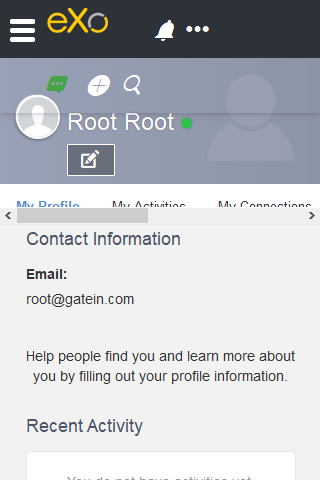 eXo
Root Root
My Profile My Activities My Connections
Contact Information
Email:
root@gatein.com
Help people find you and learn more about
you by filling out your profile information.
Recent Activity
You do not have activities yet